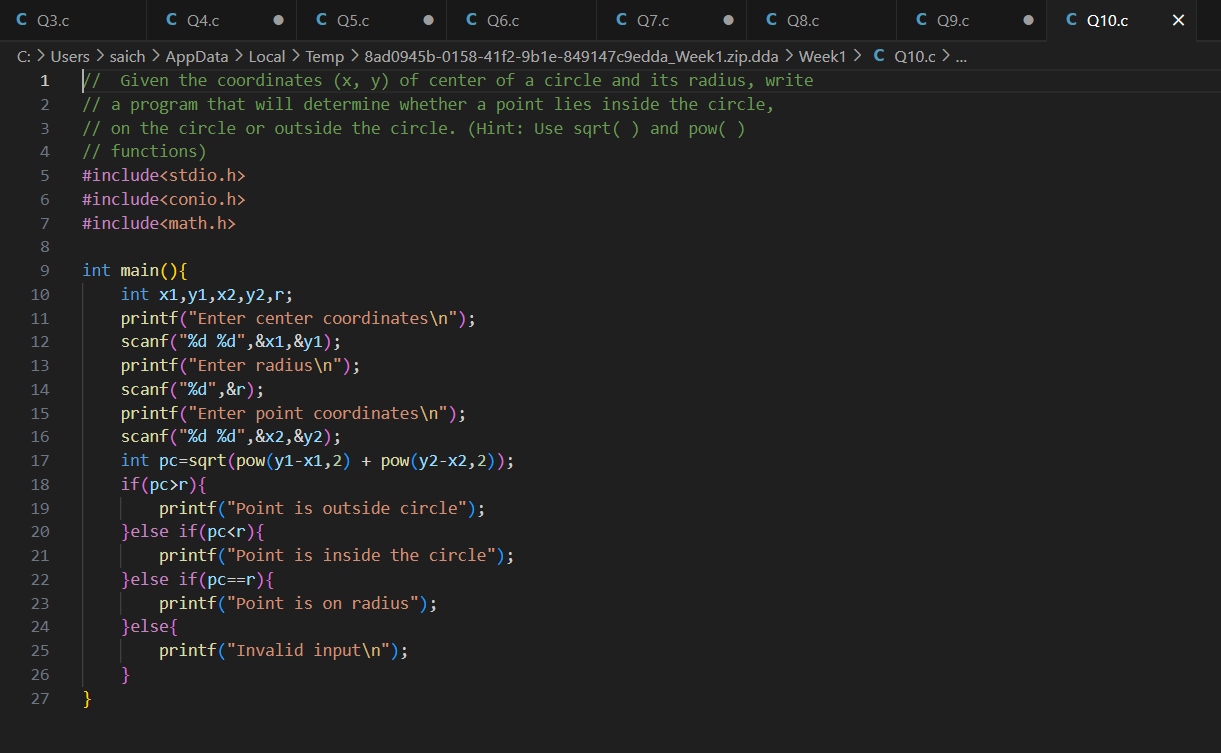 C Q3.c C Q4.c C Q5.c C Q6.c C Q7.c C Q8.c C Q9.c C Q10.c
C: > Users > saich > AppData > Local > Temp > 8ad0945b-0158-41f2-9b1e-849147c9edda_Week1.zip.dda > Week1 > C Q10.c > ...
1 //  Given the coordinates (x, y) of center of a circle and its radius, write
2 // a program that will determine whether a point lies inside the circle,
3 // on the circle or outside the circle. (Hint: Use sqrt( ) and pow( )
4 // functions)
5 #include<stdio.h>
6 #include<conio.h>
7 #include<math.h>
8
9 int main(){
10     int x1,y1,x2,y2,r;
11     printf("Enter center coordinates\n");
12     scanf("%d %d",&x1,&y1);
13     printf("Enter radius\n");
14     scanf("%d",&r);
15     printf("Enter point coordinates\n");
16     scanf("%d %d",&x2,&y2);
17     int pc=sqrt(pow(y1-x1,2) + pow(y2-x2,2));
18     if(pc>r){
19         printf("Point is outside circle");
20     }else if(pc<r){
21         printf("Point is inside the circle");
22     }else if(pc==r){
23         printf("Point is on radius");
24     }else{
25         printf("Invalid input\n");
26     }
27 }